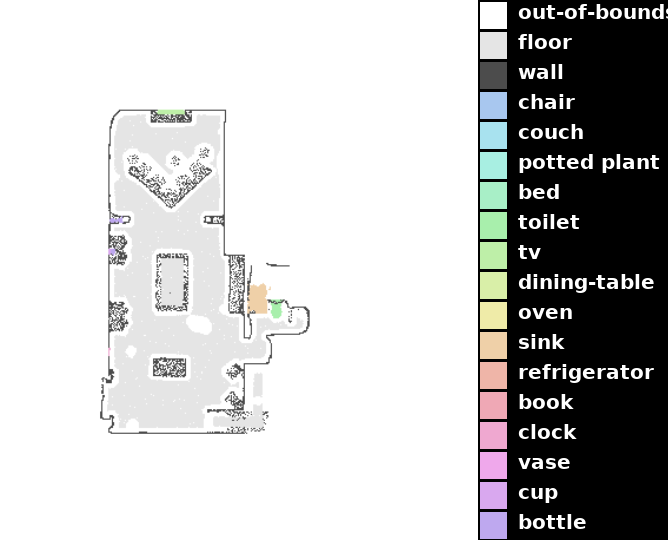 out-of-bounds
floor
wall
chair
couch
potted plant
bed
toilet
tv
dining-table
oven
sink
refrigerator
book
clock
vase
cup
bottle